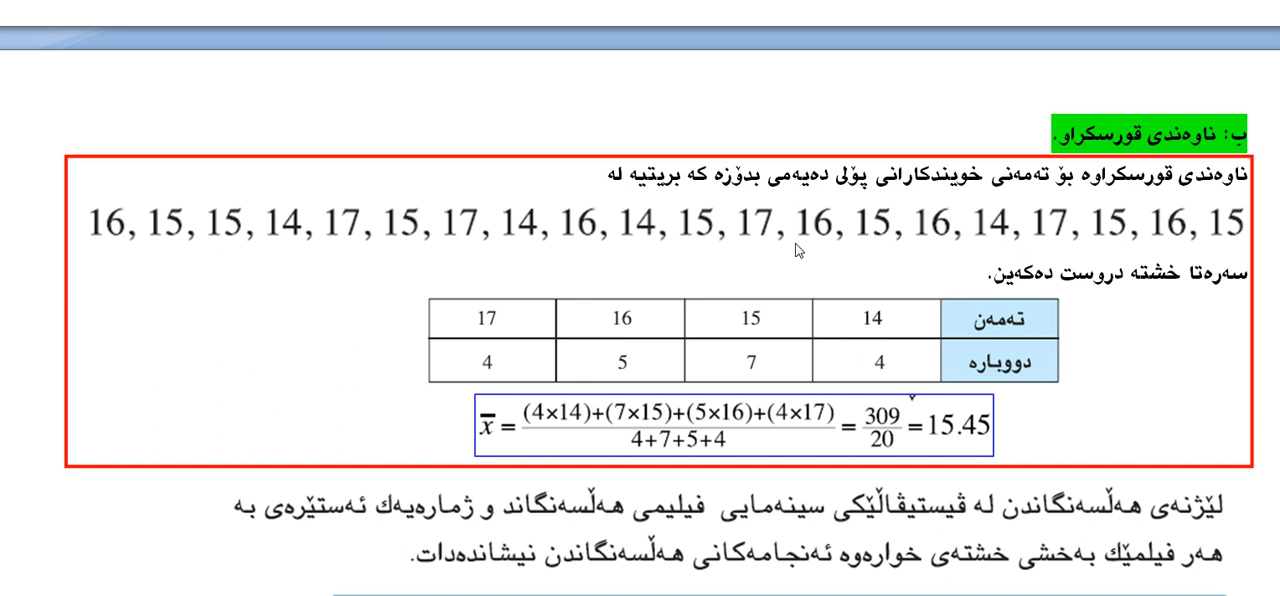 ب: ناوەندی قورسکراو.
ناوەندی قورسکراوە بۆ تەمەنی خویندکارانی پۆلی دەیەمی بدۆزە کە بریتیە لە
16, 15, 15, 14, 17, 15, 17, 14, 16, 14, 15, 17, 16, 15, 16, 14, 17, 15, 16, 15
سەرەتا خشتە دروست دەکەین.
تەمەن 14 15 16 17
دووبارە 4 7 5 4
x̅ = (4×14)+(7×15)+(5×16)+(4×17) / 4+7+5+4 = 309/20 = 15.45
لێژنەی هەڵسەنگاندن لە ڤیستیڤاڵێکی سینەمایی فیلیمی هەڵسەنگاند و ژمارەیەك ئەستێرەی بە
هەر فیلمێك بەخشی خشتەی خوارەوە ئەنجامەکانی هەڵسەنگاندن نیشاندەدات.